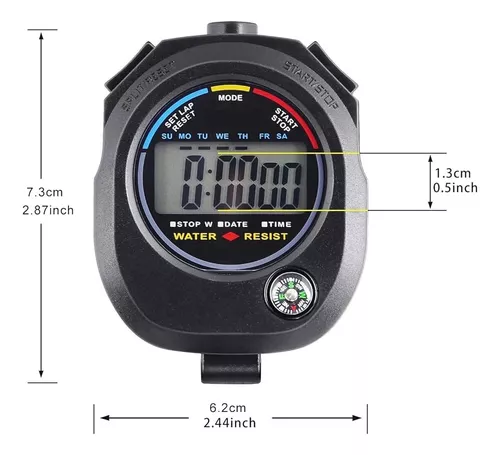 SPLIT/RESET
START/STOP
MODE
SET LAP
RESET
START
STOP
SU MO TU WE TH FR SA
0:00 00
STOP W DATE TIME
WATER RESIST
7.3cm
2.87inch
1.3cm
0.5inch
6.2cm
2.44inch